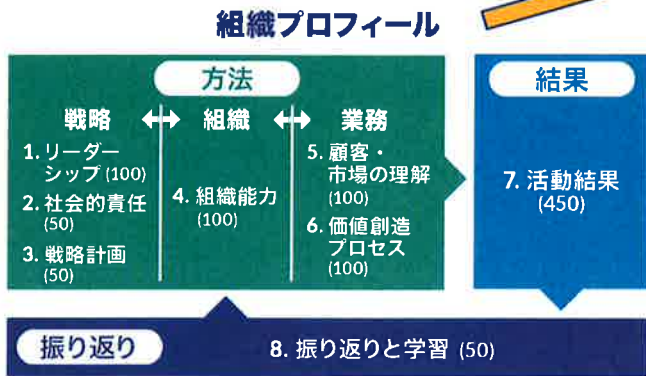 組織プロフィール
方法
戦略 ↔ 組織 ↔ 業務
1. リーダー
シップ (100)
2. 社会的責任
(50)
3. 戦略計画
(50)
4. 組織能力
(100)
5. 顧客・
市場の理解
(100)
6. 価値創造
プロセス
(100)
結果
7. 活動結果
(450)
振り返り
8. 振り返りと学習 (50)